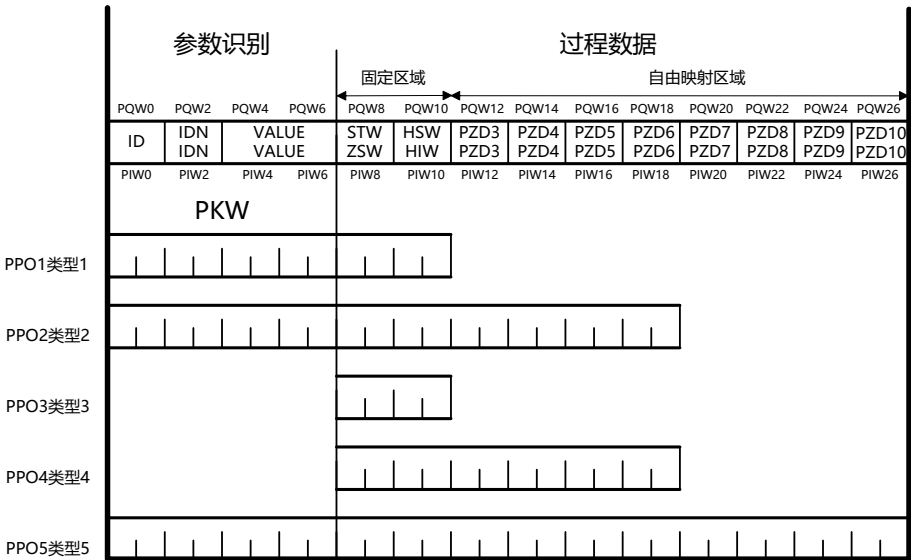 参数识别 过程数据
固定区域 自由映射区域
PQW0 PQW2 PQW4 PQW6 PQW8 PQW10 PQW12 PQW14 PQW16 PQW18 PQW20 PQW22 PQW24 PQW26
ID IDN VALUE STW HSW PZD3 PZD4 PZD5 PZD6 PZD7 PZD8 PZD9 PZD10
IDN VALUE ZSW HIW PZD3 PZD4 PZD5 PZD6 PZD7 PZD8 PZD9 PZD10
PIW0 PIW2 PIW4 PIW6 PIW8 PIW10 PIW12 PIW14 PIW16 PIW18 PIW20 PIW22 PIW24 PIW26
PKW
PPO1类型1
PPO2类型2
PPO3类型3
PPO4类型4
PPO5类型5